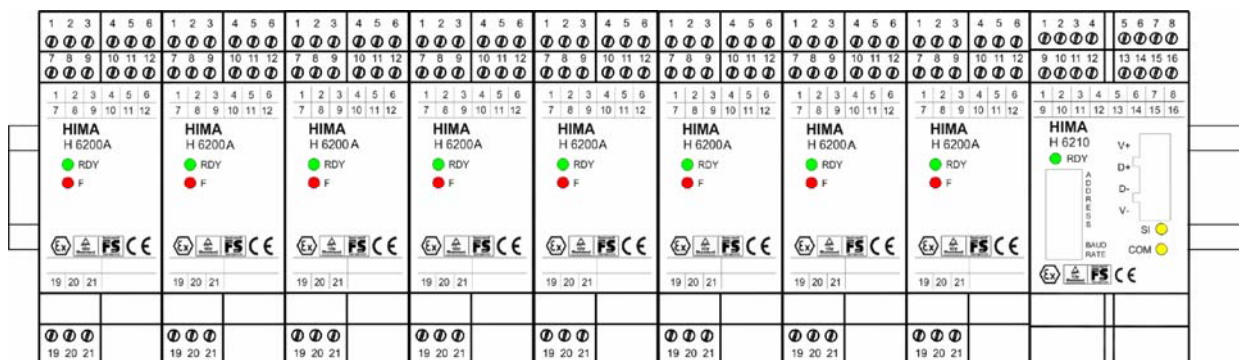 1 2 3 4 5 6 1 2 3 4 5 6 1 2 3 4 5 6 1 2 3 4 5 6 1 2 3 4 5 6 1 2 3 4 5 6 1 2 3 4 5 6 1 2 3 4 5 6 1 2 3 4 5 6 7 8
7 8 9 10 11 12 7 8 9 10 11 12 7 8 9 10 11 12 7 8 9 10 11 12 7 8 9 10 11 12 7 8 9 10 11 12 7 8 9 10 11 12 7 8 9 10 11 12 9 10 11 12 13 14 15 16
1 2 3 4 5 6 1 2 3 4 5 6 1 2 3 4 5 6 1 2 3 4 5 6 1 2 3 4 5 6 1 2 3 4 5 6 1 2 3 4 5 6 1 2 3 4 5 6 1 2 3 4 5 6 7 8
7 8 9 10 11 12 7 8 9 10 11 12 7 8 9 10 11 12 7 8 9 10 11 12 7 8 9 10 11 12 7 8 9 10 11 12 7 8 9 10 11 12 7 8 9 10 11 12 9 10 11 12 13 14 15 16
HIMA HIMA HIMA HIMA HIMA HIMA HIMA HIMA HIMA
H 6200A H 6200A H 6200A H 6200A H 6200A H 6200A H 6200A H 6200A H 6210
V+
RDY RDY RDY RDY RDY RDY RDY RDY RDY
D+
F F F F F F F F
ADDRESS
D-
V-
SI
Ex FS CE Ex FS CE Ex FS CE Ex FS CE Ex FS CE Ex FS CE Ex FS CE Ex FS CE
BAUD RATE
COM
Ex FS CE
19 20 21 19 20 21 19 20 21 19 20 21 19 20 21 19 20 21 19 20 21 19 20 21
19 20 21 19 20 21 19 20 21 19 20 21 19 20 21 19 20 21 19 20 21 19 20 21